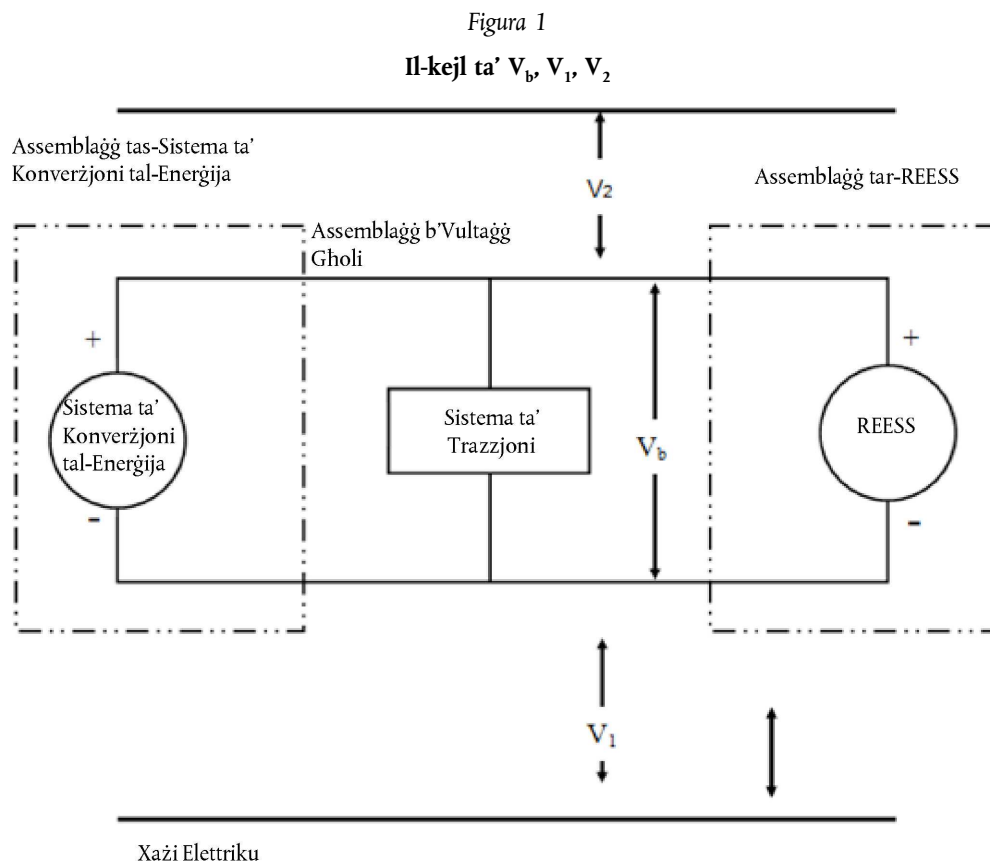 Figura 1
Il-kejl ta’ Vb, V1, V2
Assemblaġġ tas-Sistema ta’
Konverżjoni tal-Enerġija
V2
Assemblaġġ tar-REESS
Assemblaġġ b’Vultaġġ
Għoli
+
+
Sistema ta’
Konverżjoni
tal-Enerġija
Sistema ta’
Trazzjoni
Vb
REESS
-
-
V1
Xażi Elettriku